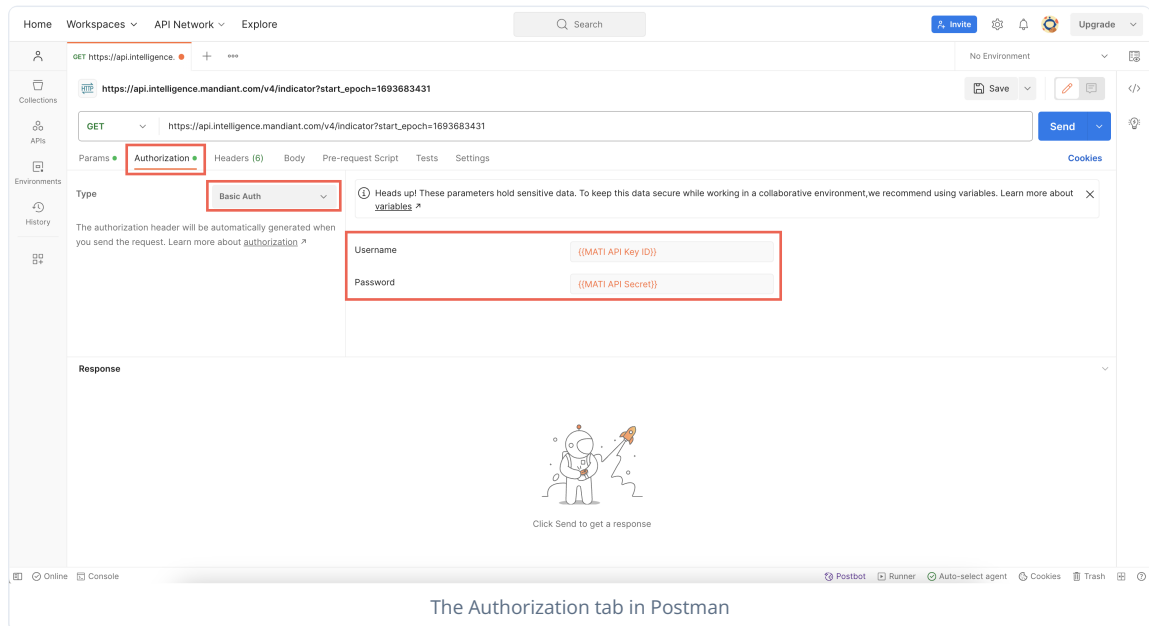 Home Workspaces API Network Explore Search Invite Upgrade
GET https://api.intelligence. No Environment
Collections
APIs
Environments
History
HTTP https://api.intelligence.mandiant.com/v4/indicator?start_epoch=1693683431 Save
GET https://api.intelligence.mandiant.com/v4/indicator?start_epoch=1693683431 Send
Params Authorization Headers (6) Body Pre-request Script Tests Settings Cookies
Type Basic Auth
The authorization header will be automatically generated when
you send the request. Learn more about authorization ↗
Heads up! These parameters hold sensitive data. To keep this data secure while working in a collaborative environment,we recommend using variables. Learn more about
variables ↗
Username {{MATI API Key ID}}
Password {{MATI API Secret}}
Response
Click Send to get a response
Online Console Postbot Runner Auto-select agent Cookies Trash
The Authorization tab in Postman